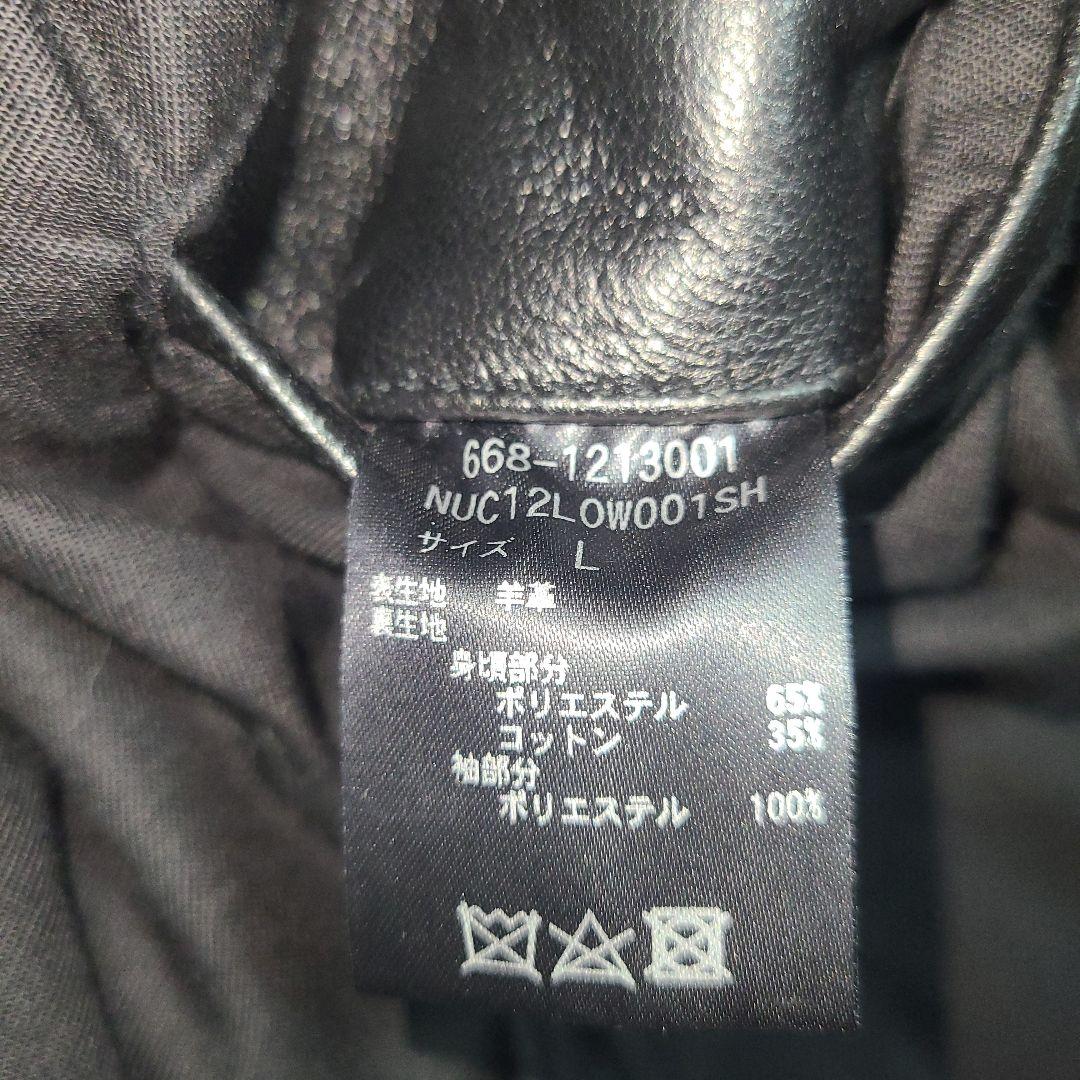 668-1213001
NUC12LOW001SH
サイズ L
表生地 羊革
裏生地
身頃部分
ポリエステル 65%
コットン 35%
袖部分
ポリエステル 100%